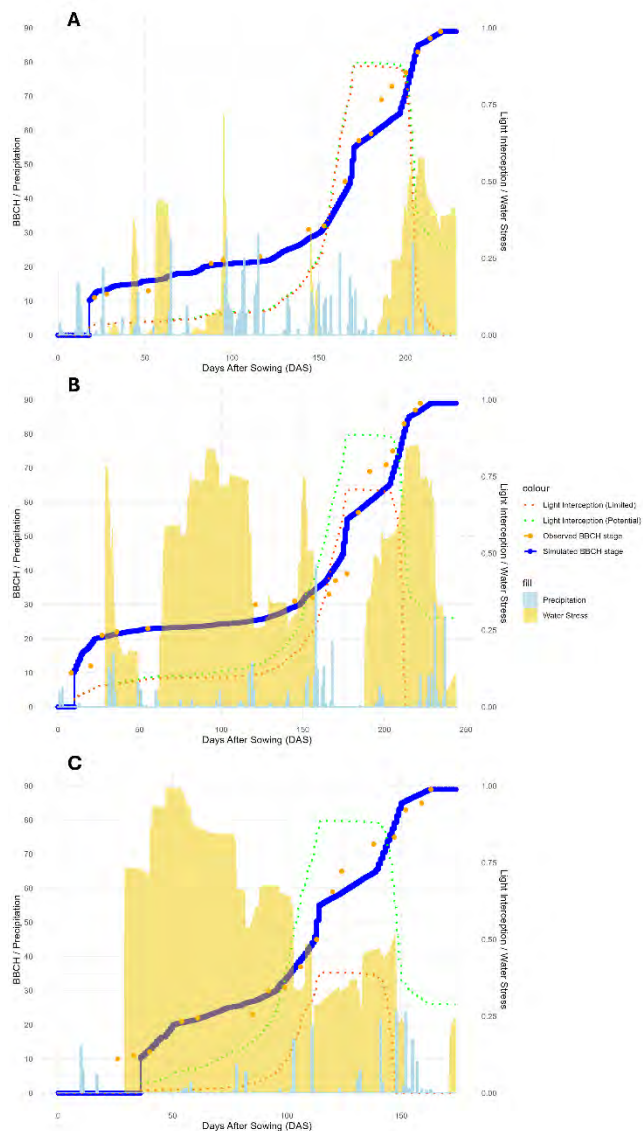 A
90
80
70
60
50
40
30
20
10
0
BBCH / Precipitation
1.00
0.75
0.50
0.25
0.00
Light Interception / Water Stress
0 50 100 150 200
Days After Sowing (DAS)
B
90
80
70
60
50
40
30
20
10
0
BBCH / Precipitation
1.00
0.75
0.50
0.25
0.00
Light Interception / Water Stress
0 50 100 150 200 250
Days After Sowing (DAS)
colour
Light Interception (Limited)
Light Interception (Potential)
Observed BBCH stage
Simulated BBCH stage
fill
Precipitation
Water Stress
C
90
80
70
60
50
40
30
20
10
0
BBCH / Precipitation
1.00
0.75
0.50
0.25
0.00
Light Interception / Water Stress
0 50 100 150
Days After Sowing (DAS)